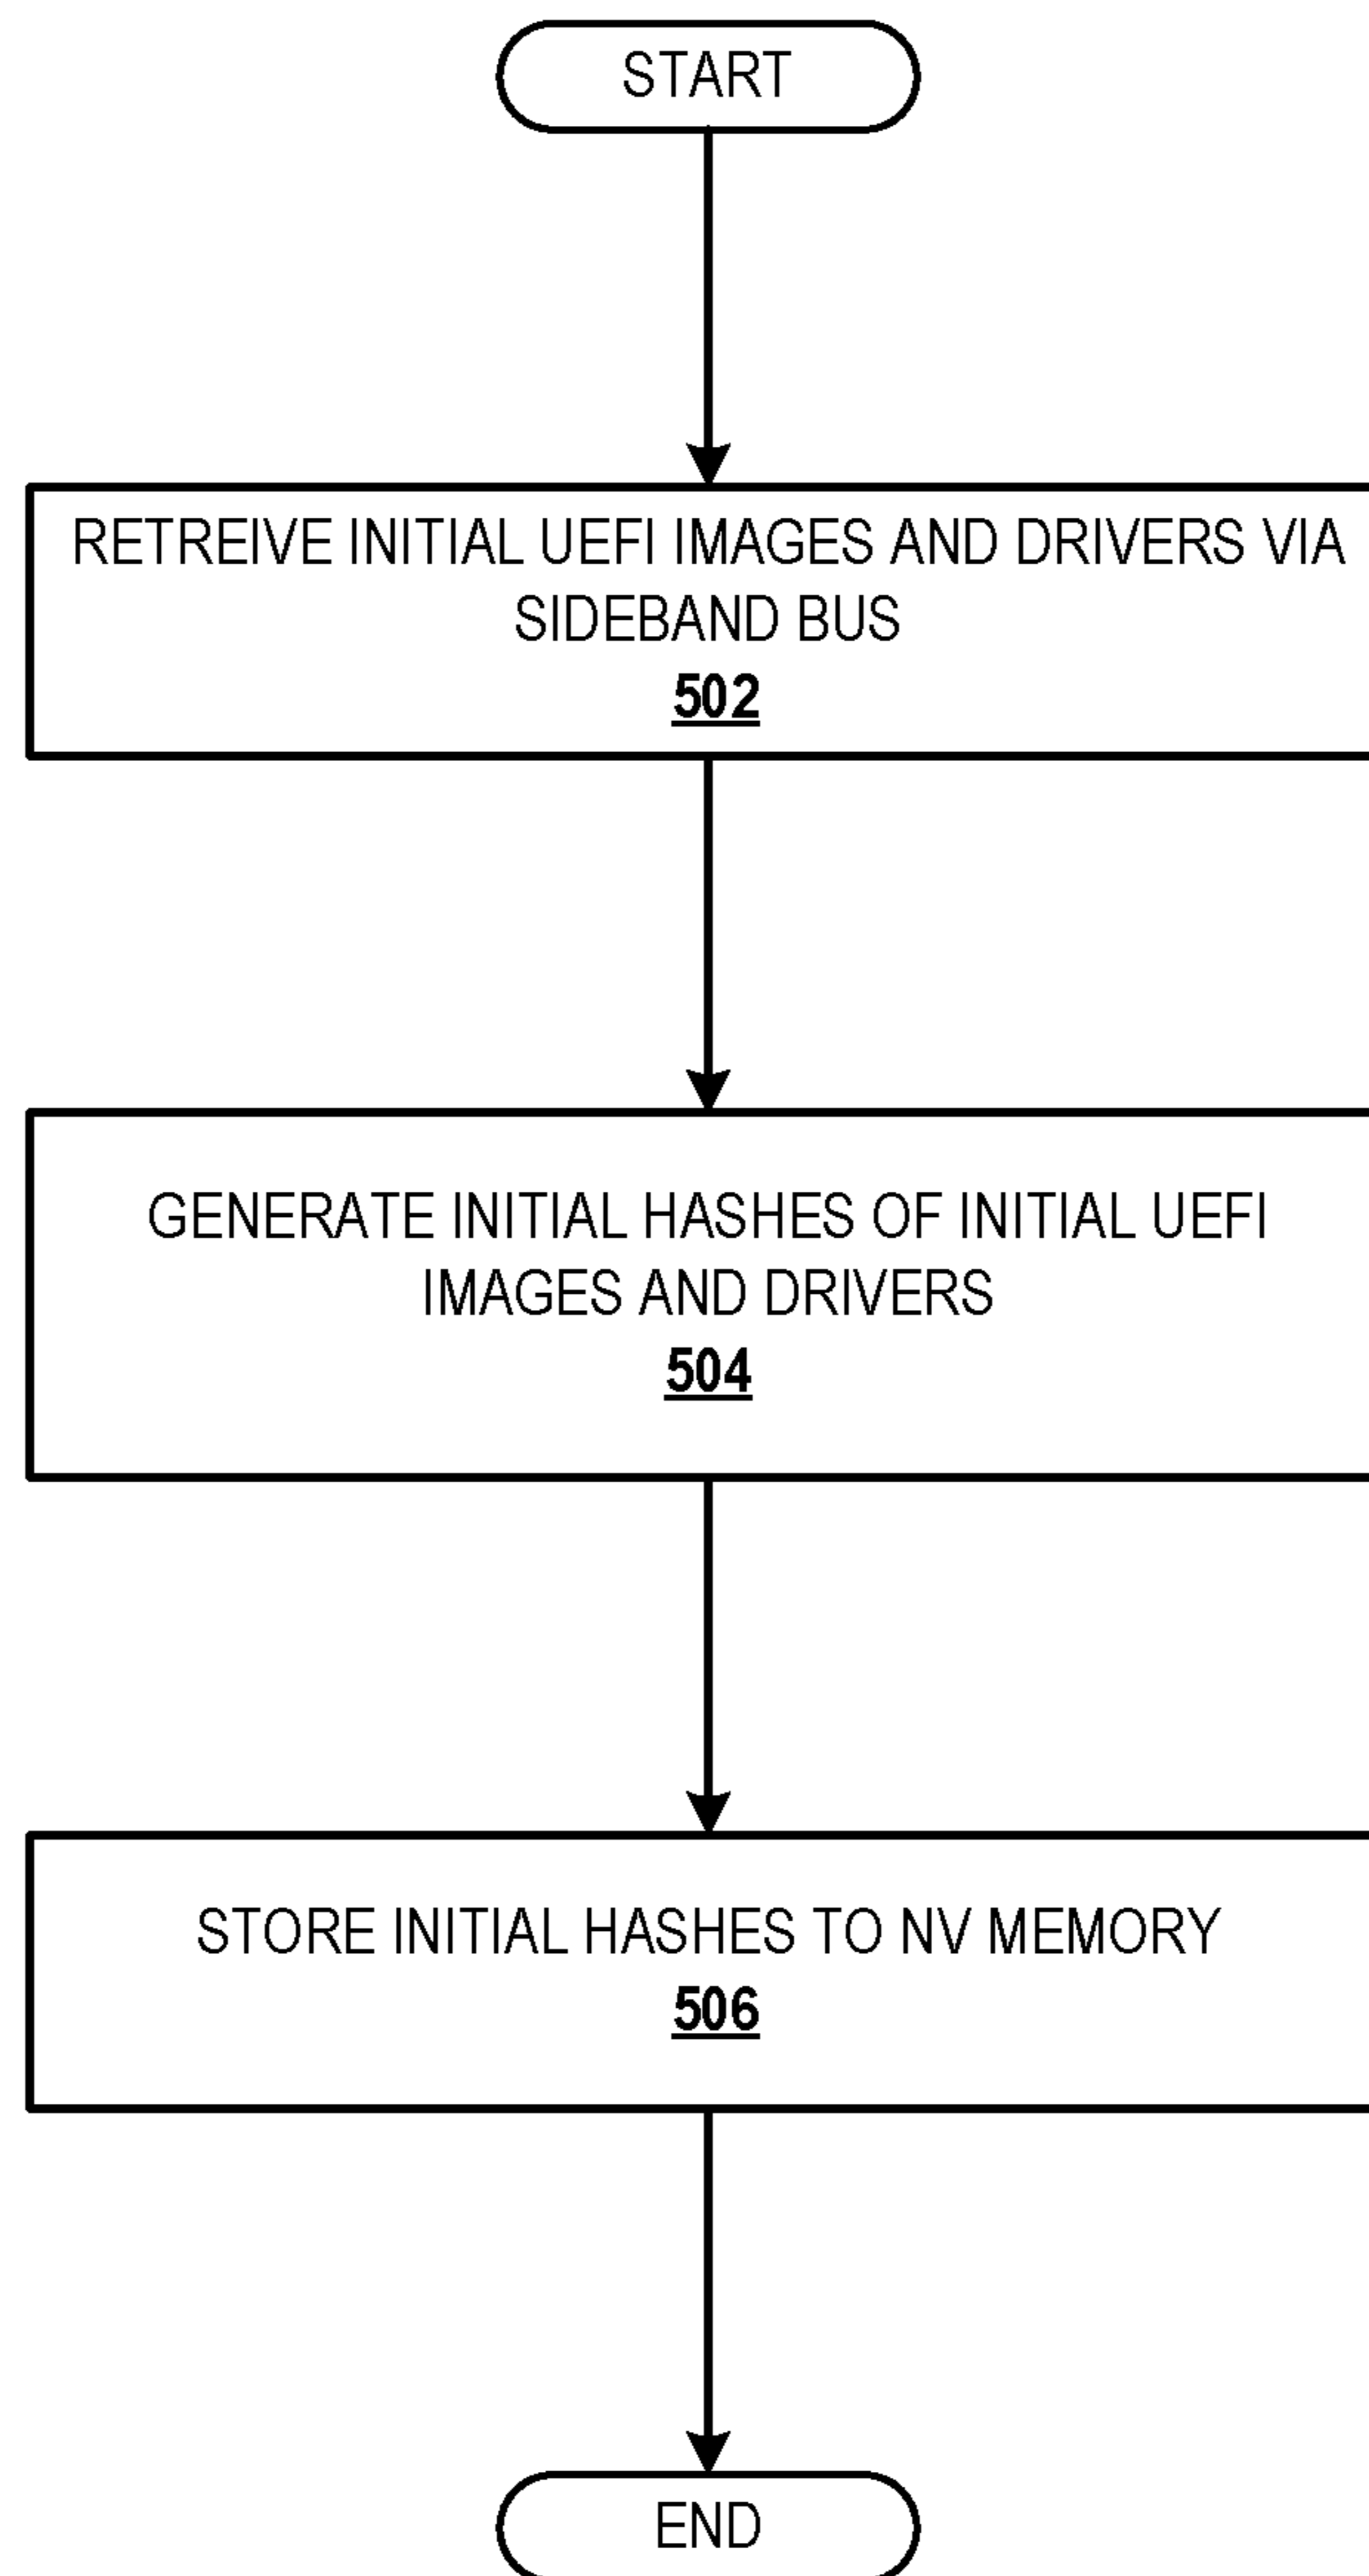 START
RETREIVE INITIAL UEFI IMAGES AND DRIVERS VIA
SIDEBAND BUS
502
GENERATE INITIAL HASHES OF INITIAL UEFI
IMAGES AND DRIVERS
504
STORE INITIAL HASHES TO NV MEMORY
506
END